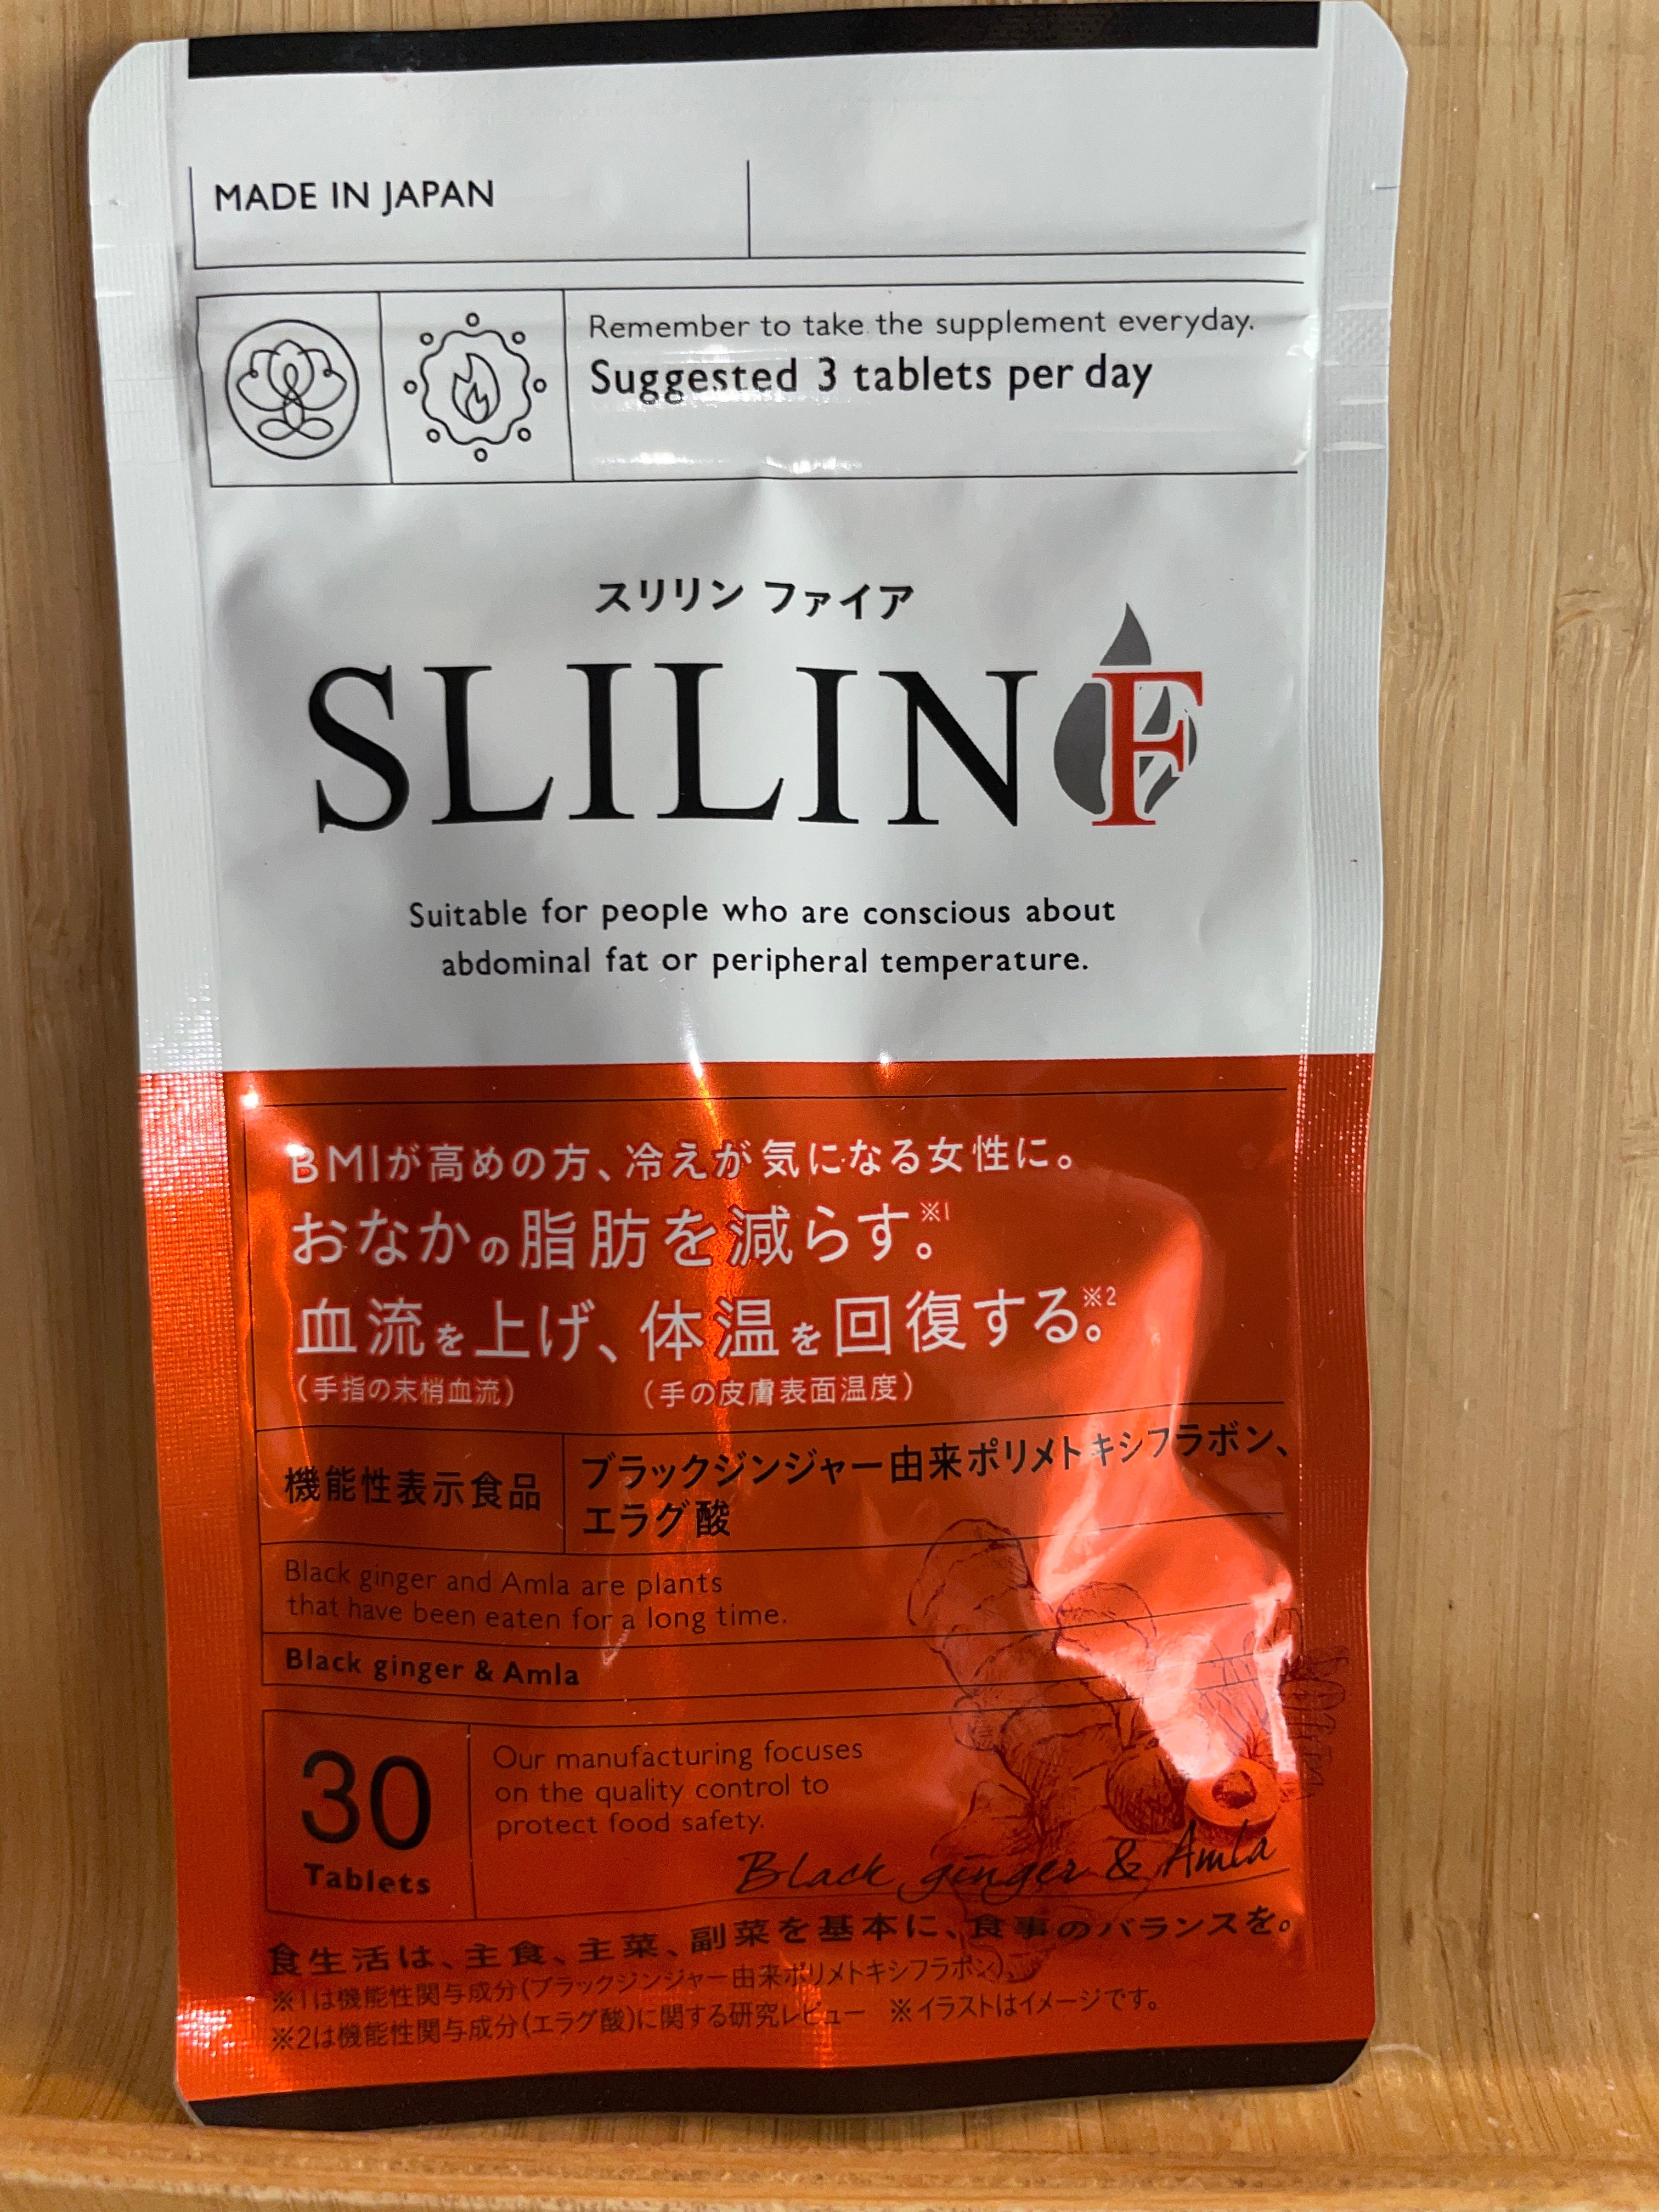 MADE IN JAPAN
Remember to take the supplement everyday.
Suggested 3 tablets per day
スリリン ファイア
SLILIN F
Suitable for people who are conscious about
abdominal fat or peripheral temperature.
BMIが高めの方、冷えが気になる女性に。
おなかの脂肪を減らす。※1
血流を上げ、体温を回復する。※2
（手指の末梢血流） （手の皮膚表面温度）
機能性表示食品
ブラックジンジャー由来ポリメトキシフラボン、
エラグ酸
Black ginger and Amla are plants
that have been eaten for a long time.
Black ginger & Amla
30
Tablets
Our manufacturing focuses
on the quality control to
protect food safety.
Black ginger & Amla
食生活は、主食、主菜、副菜を基本に、食事のバランスを。
※1は機能性関与成分(ブラックジンジャー由来ポリメトキシフラボン)、
※2は機能性関与成分(エラグ酸)に関する研究レビュー ※イラストはイメージです。